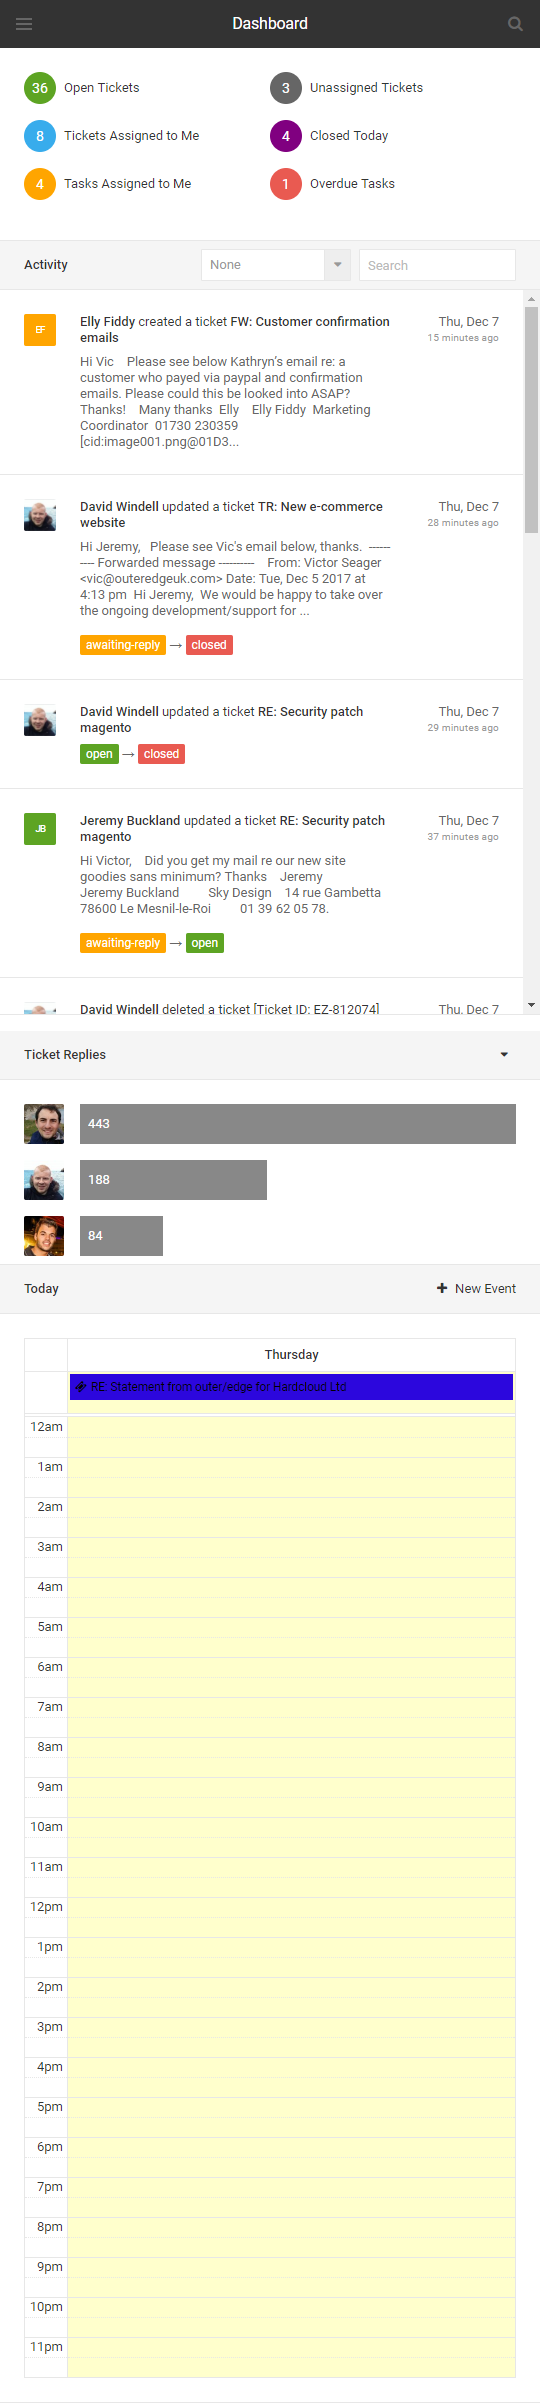 Dashboard
36 Open Tickets
3 Unassigned Tickets
8 Tickets Assigned to Me
4 Closed Today
4 Tasks Assigned to Me
1 Overdue Tasks
Activity
None
Search
EF
Elly Fiddy created a ticket FW: Customer confirmation
emails
Thu, Dec 7
15 minutes ago
Hi Vic Please see below Kathryn's email re: a
customer who payed via paypal and confirmation
emails. Please could this be looked into ASAP?
Thanks! Many thanks Elly Elly Fiddy Marketing
Coordinator 01730 230359
[cid:image001.png@01D3...
David Windell updated a ticket TR: New e-commerce
website
Thu, Dec 7
28 minutes ago
Hi Jeremy, Please see Vic's email below, thanks. ------
---- Forwarded message ---------- From: Victor Seager
<vic@outeredgeuk.com> Date: Tue, Dec 5 2017 at
4:13 pm Hi Jeremy, We would be happy to take over
the ongoing development/support for ...
awaiting-reply → closed
David Windell updated a ticket RE: Security patch
magento
Thu, Dec 7
29 minutes ago
open → closed
JB
Jeremy Buckland updated a ticket RE: Security patch
magento
Thu, Dec 7
37 minutes ago
Hi Victor, Did you get my mail re our new site
goodies sans minimum? Thanks Jeremy
Jeremy Buckland Sky Design 14 rue Gambetta
78600 Le Mesnil-le-Roi 01 39 62 05 78.
awaiting-reply → open
David Windell deleted a ticket [Ticket ID: EZ-812074]
Thu, Dec 7
Ticket Replies
443
188
84
Today
New Event
Thursday
RE: Statement from outer/edge for Hardcloud Ltd
12am
1am
2am
3am
4am
5am
6am
7am
8am
9am
10am
11am
12pm
1pm
2pm
3pm
4pm
5pm
6pm
7pm
8pm
9pm
10pm
11pm